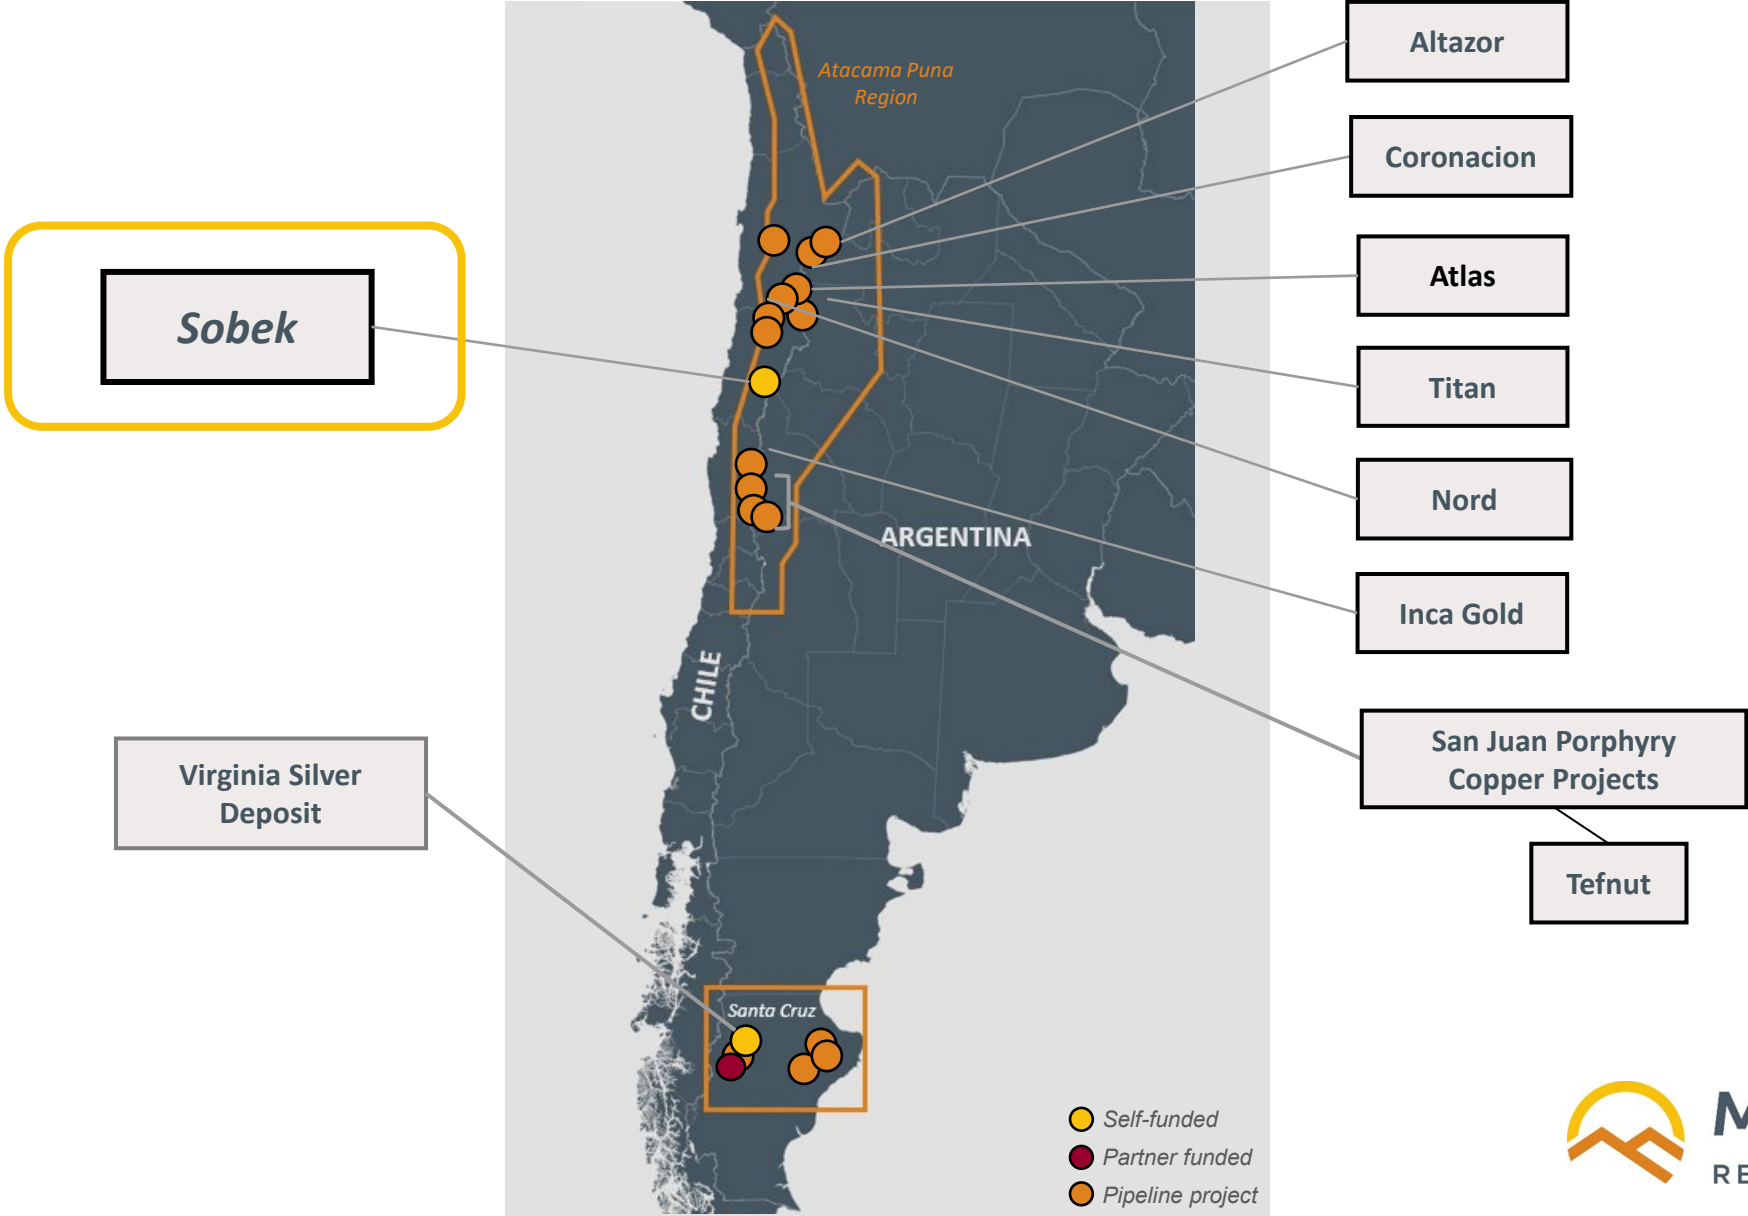 Altazor
Atacama Puna
Region
Coronacion
Atlas
Sobek
Titan
Nord
ARGENTINA
Inca Gold
CHILE
San Juan Porphyry
Copper Projects
Virginia Silver
Deposit
Tefnut
Santa Cruz
Self-funded
Partner funded
Pipeline project